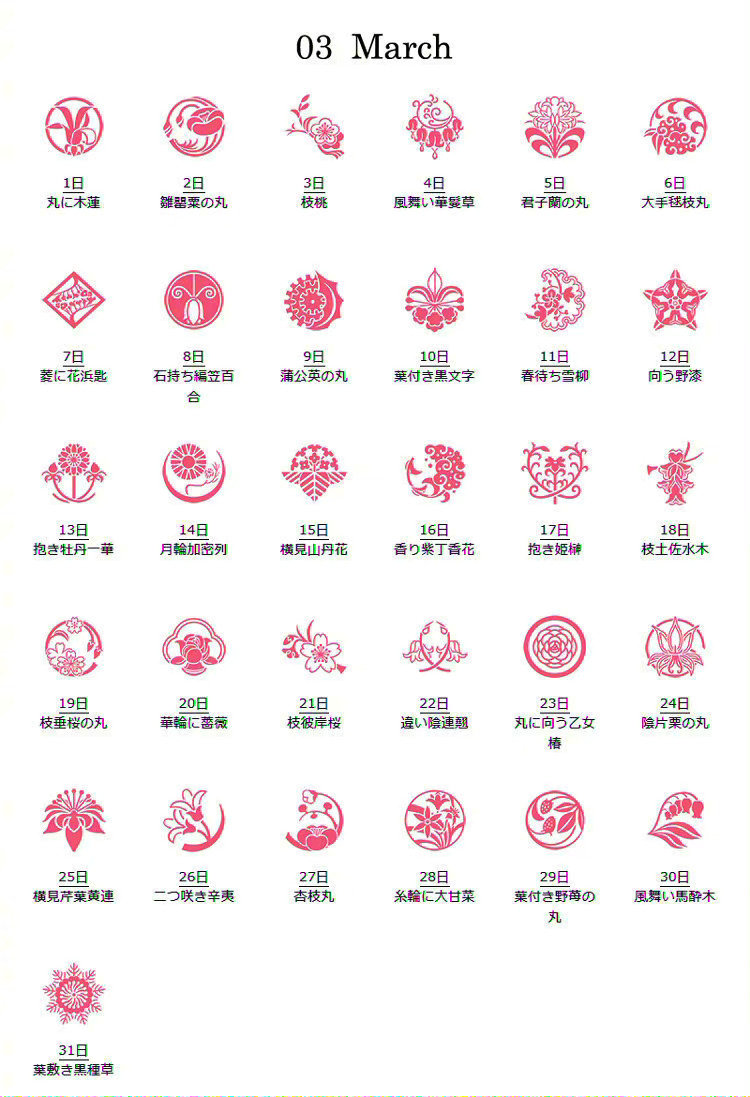 03 March
1日 2日 3日 4日 5日 6日
丸に木蓮 雛罌粟の丸 枝桃 風舞い華鬘草 君子蘭の丸 大手毬枝丸
7日 8日 9日 10日 11日 12日
菱に花浜匙 石持ち編笠百 蒲公英の丸 葉付き黒文字 春待ち雪柳 向う野漆
合
13日 14日 15日 16日 17日 18日
抱き牡丹一華 月輪加密列 横見山丹花 香り紫丁香花 抱き姫榊 枝土佐水木
19日 20日 21日 22日 23日 24日
枝垂桜の丸 華輪に薔薇 枝彼岸桜 違い陰連翹 丸に向う乙女 陰片栗の丸
椿
25日 26日 27日 28日 29日 30日
横見芹葉黄連 二つ咲き辛夷 杏枝丸 糸輪に大甘菜 葉付き野苺の 風舞い馬酔木
丸
31日
葉敷き黒種草